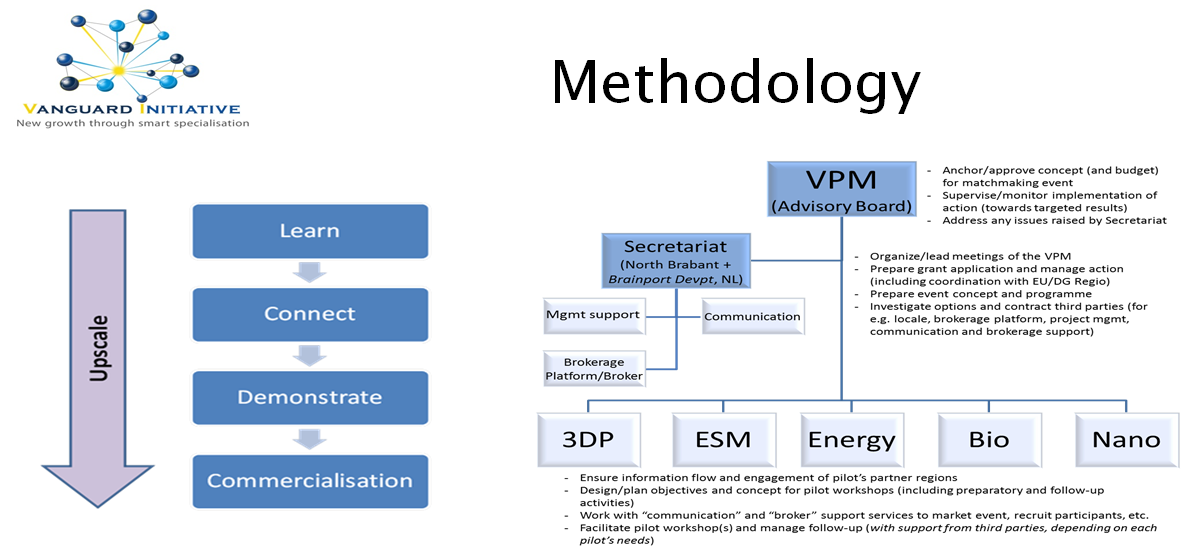 VANGUARD INITIATIVE
New growth through smart specialisation
Methodology
Upscale
Learn
Connect
Demonstrate
Commercialisation
VPM
(Advisory Board)
- Anchor/approve concept (and budget)
for matchmaking event
- Supervise/monitor implementation of
action (towards targeted results)
- Address any issues raised by Secretariat
Secretariat
(North Brabant +
Brainport Devpt, NL)
- Organize/lead meetings of the VPM
- Prepare grant application and manage action
(including coordination with EU/DG Regio)
- Prepare event concept and programme
- Investigate options and contract third parties (for
e.g. locale, brokerage platform, project mgmt,
communication and brokerage support)
Mgmt support
Communication
Brokerage
Platform/Broker
3DP
ESM
Energy
Bio
Nano
- Ensure information flow and engagement of pilot's partner regions
- Design/plan objectives and concept for pilot workshops (including preparatory and follow-up
activities)
- Work with “communication” and “broker” support services to market event, recruit participants, etc.
- Facilitate pilot workshop(s) and manage follow-up (with support from third parties, depending on each
pilot's needs)